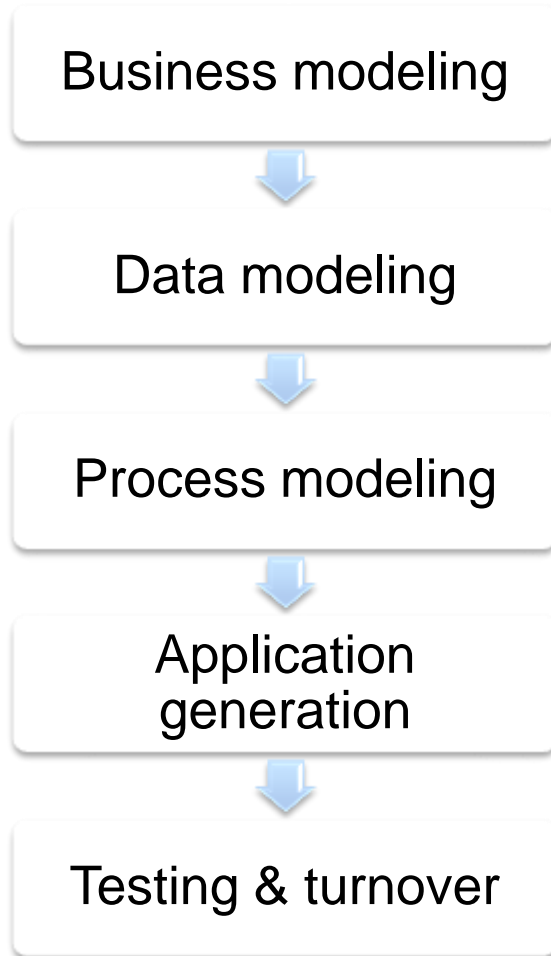 Business modeling
Data modeling
Process modeling
Application
generation
Testing & turnover